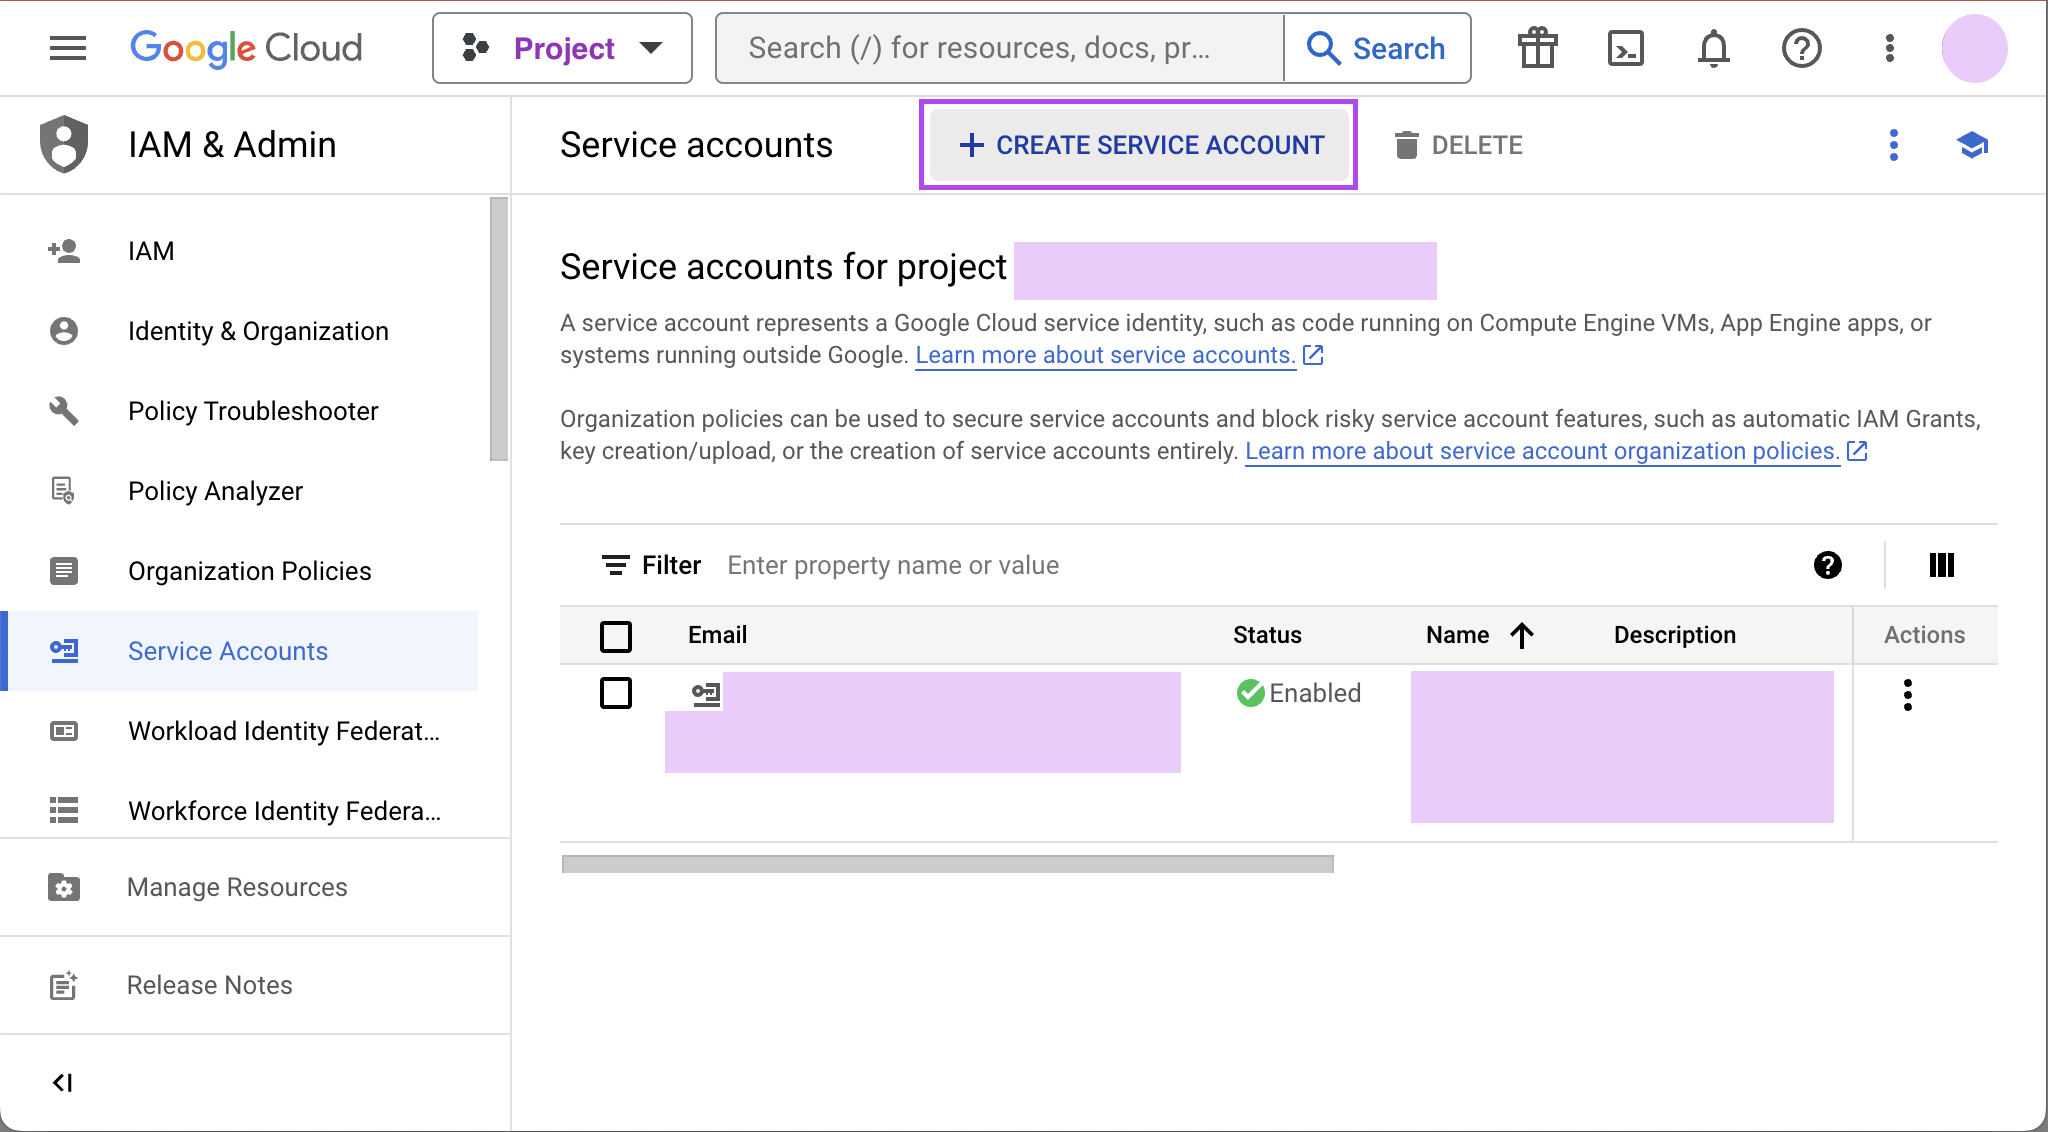 Google Cloud
Project
Search (/) for resources, docs, pr...
Search
IAM & Admin
Service accounts
+ CREATE SERVICE ACCOUNT
DELETE
IAM
Identity & Organization
Policy Troubleshooter
Policy Analyzer
Organization Policies
Service Accounts
Workload Identity Federat...
Workforce Identity Federa...
Manage Resources
Release Notes
Service accounts for project
A service account represents a Google Cloud service identity, such as code running on Compute Engine VMs, App Engine apps, or
systems running outside Google. Learn more about service accounts.
Organization policies can be used to secure service accounts and block risky service account features, such as automatic IAM Grants,
key creation/upload, or the creation of service accounts entirely. Learn more about service account organization policies.
Filter Enter property name or value
Email Status Name Description Actions
Enabled